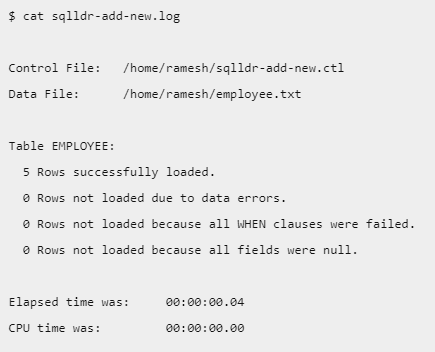 $ cat sqlldr-add-new.log
Control File:   /home/ramesh/sqlldr-add-new.ctl
Data File:      /home/ramesh/employee.txt
Table EMPLOYEE:
  5 Rows successfully loaded.
  0 Rows not loaded due to data errors.
  0 Rows not loaded because all WHEN clauses were failed.
  0 Rows not loaded because all fields were null.
Elapsed time was:     00:00:00.04
CPU time was:         00:00:00.00